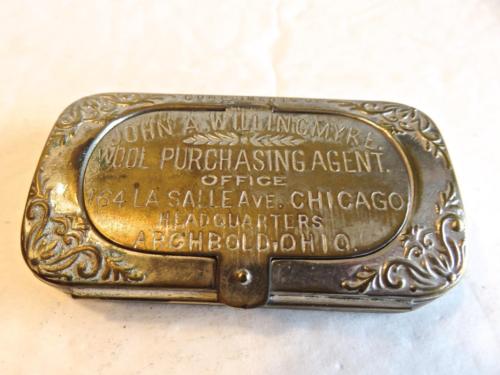 JOHN A. WILLINGMYRE.
WOOL PURCHASING AGENT.
OFFICE
164 LA SALLE AVE. CHICAGO
HEADQUARTERS
ARCHBOLD, OHIO.